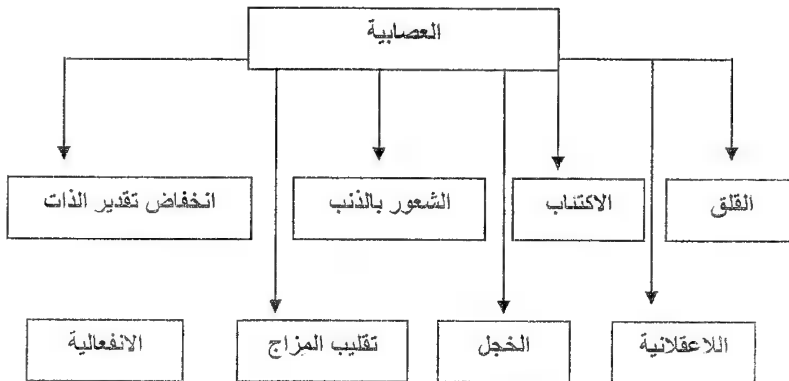 العصابية
القلق
الاكتئاب
الشعور بالذنب
انخفاض تقدير الذات
اللاعقلانية
الخجل
تقليب المزاج
الانفعالية